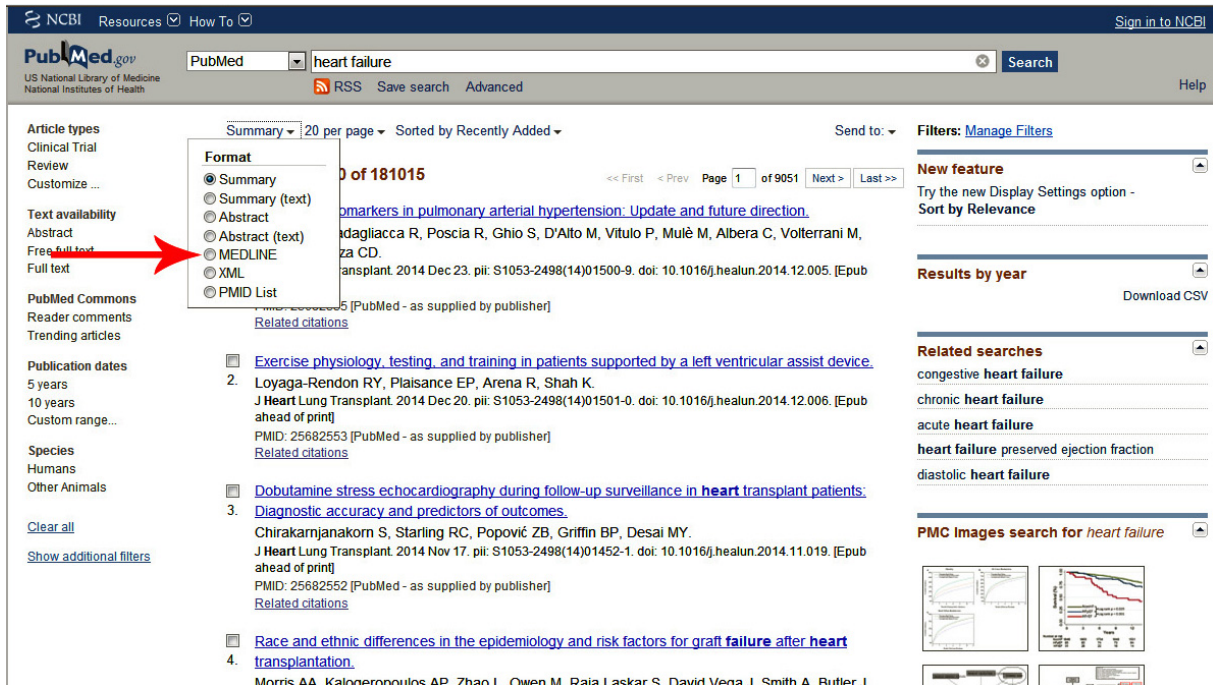 NCBI Resources How To Sign in to NCBI
PubMed.gov
US National Library of Medicine
National Institutes of Health
PubMed heart failure Search
RSS Save search Advanced Help
Article types
Clinical Trial
Review
Customize ...
Text availability
Abstract
Free full text
Full text
PubMed Commons
Reader comments
Trending articles
Publication dates
5 years
10 years
Custom range...
Species
Humans
Other Animals
Clear all
Show additional filters
Summary 20 per page Sorted by Recently Added Send to:
Format
Summary
Summary (text)
Abstract
Abstract (text)
MEDLINE
XML
PMID List
0 of 181015
<< First < Prev Page 1 of 9051 Next > Last >>
omarkers in pulmonary arterial hypertension: Update and future direction.
adagliacca R, Poscia R, Ghio S, D'Alto M, Vitulo P, Mulè M, Albera C, Volterrani M,
za CD.
ransplant. 2014 Dec 23. pii: S1053-2498(14)01500-9. doi: 10.1016/j.healun.2014.12.005. [Epub
5 [PubMed - as supplied by publisher]
Related citations
Exercise physiology, testing, and training in patients supported by a left ventricular assist device.
2. Loyaga-Rendon RY, Plaisance EP, Arena R, Shah K.
J Heart Lung Transplant. 2014 Dec 20. pii: S1053-2498(14)01501-0. doi: 10.1016/j.healun.2014.12.006. [Epub
ahead of print]
PMID: 25682553 [PubMed - as supplied by publisher]
Related citations
Dobutamine stress echocardiography during follow-up surveillance in heart transplant patients:
3. Diagnostic accuracy and predictors of outcomes.
Chirakarnjanakorn S, Starling RC, Popović ZB, Griffin BP, Desai MY.
J Heart Lung Transplant. 2014 Nov 17. pii: S1053-2498(14)01452-1. doi: 10.1016/j.healun.2014.11.019. [Epub
ahead of print]
PMID: 25682552 [PubMed - as supplied by publisher]
Related citations
Race and ethnic differences in the epidemiology and risk factors for graft failure after heart
4. transplantation.
Morris AA, Kalogeropoulos AP, Zhao L, Owen M, Raja Laskar S, David Vega J, Smith A, Butler J.
Filters: Manage Filters
New feature
Try the new Display Settings option -
Sort by Relevance
Results by year
Download CSV
Related searches
congestive heart failure
chronic heart failure
acute heart failure
heart failure preserved ejection fraction
diastolic heart failure
PMC Images search for heart failure